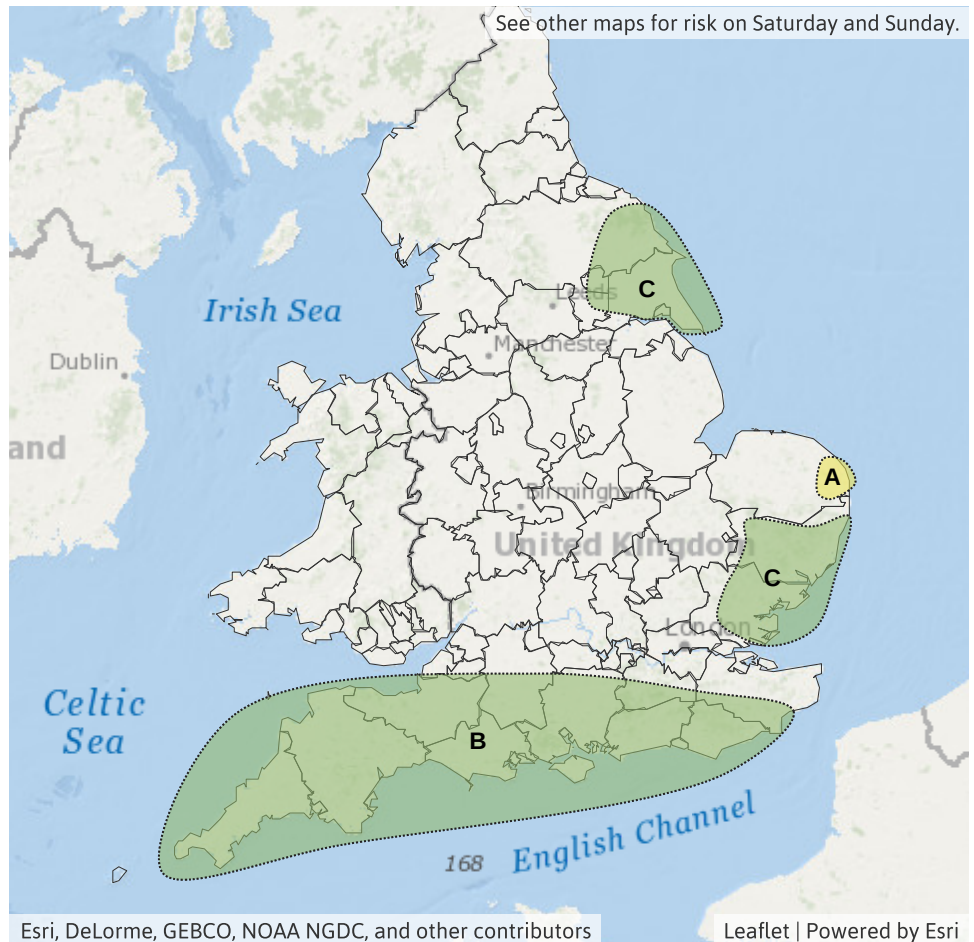 See other maps for risk on Saturday and Sunday.
C
Leeds
Irish Sea
Manchester
Dublin
and
A
Birmingham
United Kingdom
C
London
Celtic
Sea
B
English Channel
168
Esri, DeLorme, GEBCO, NOAA NGDC, and other contributors
Leaflet | Powered by Esri